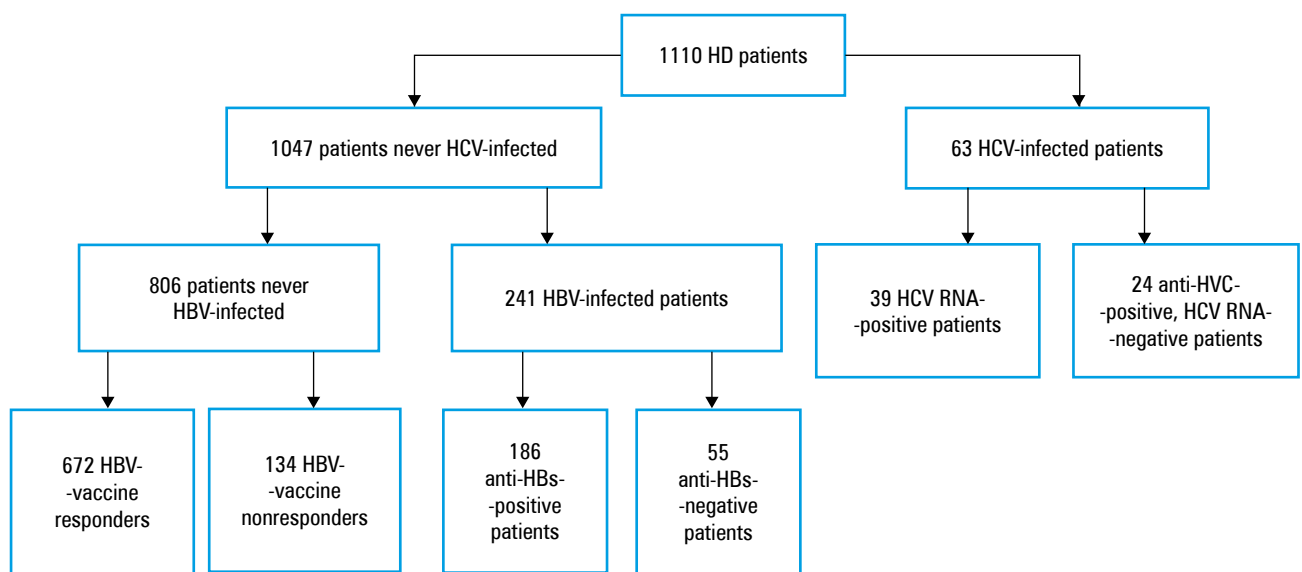 1110 HD patients
1047 patients never HCV-infected
63 HCV-infected patients
806 patients never
HBV-infected
241 HBV-infected patients
39 HCV RNA-
-positive patients
24 anti-HVC-
-positive, HCV RNA-
-negative patients
672 HBV-
-vaccine
responders
134 HBV-
-vaccine
nonresponders
186
anti-HBs-
-positive
patients
55
anti-HBs-
-negative
patients